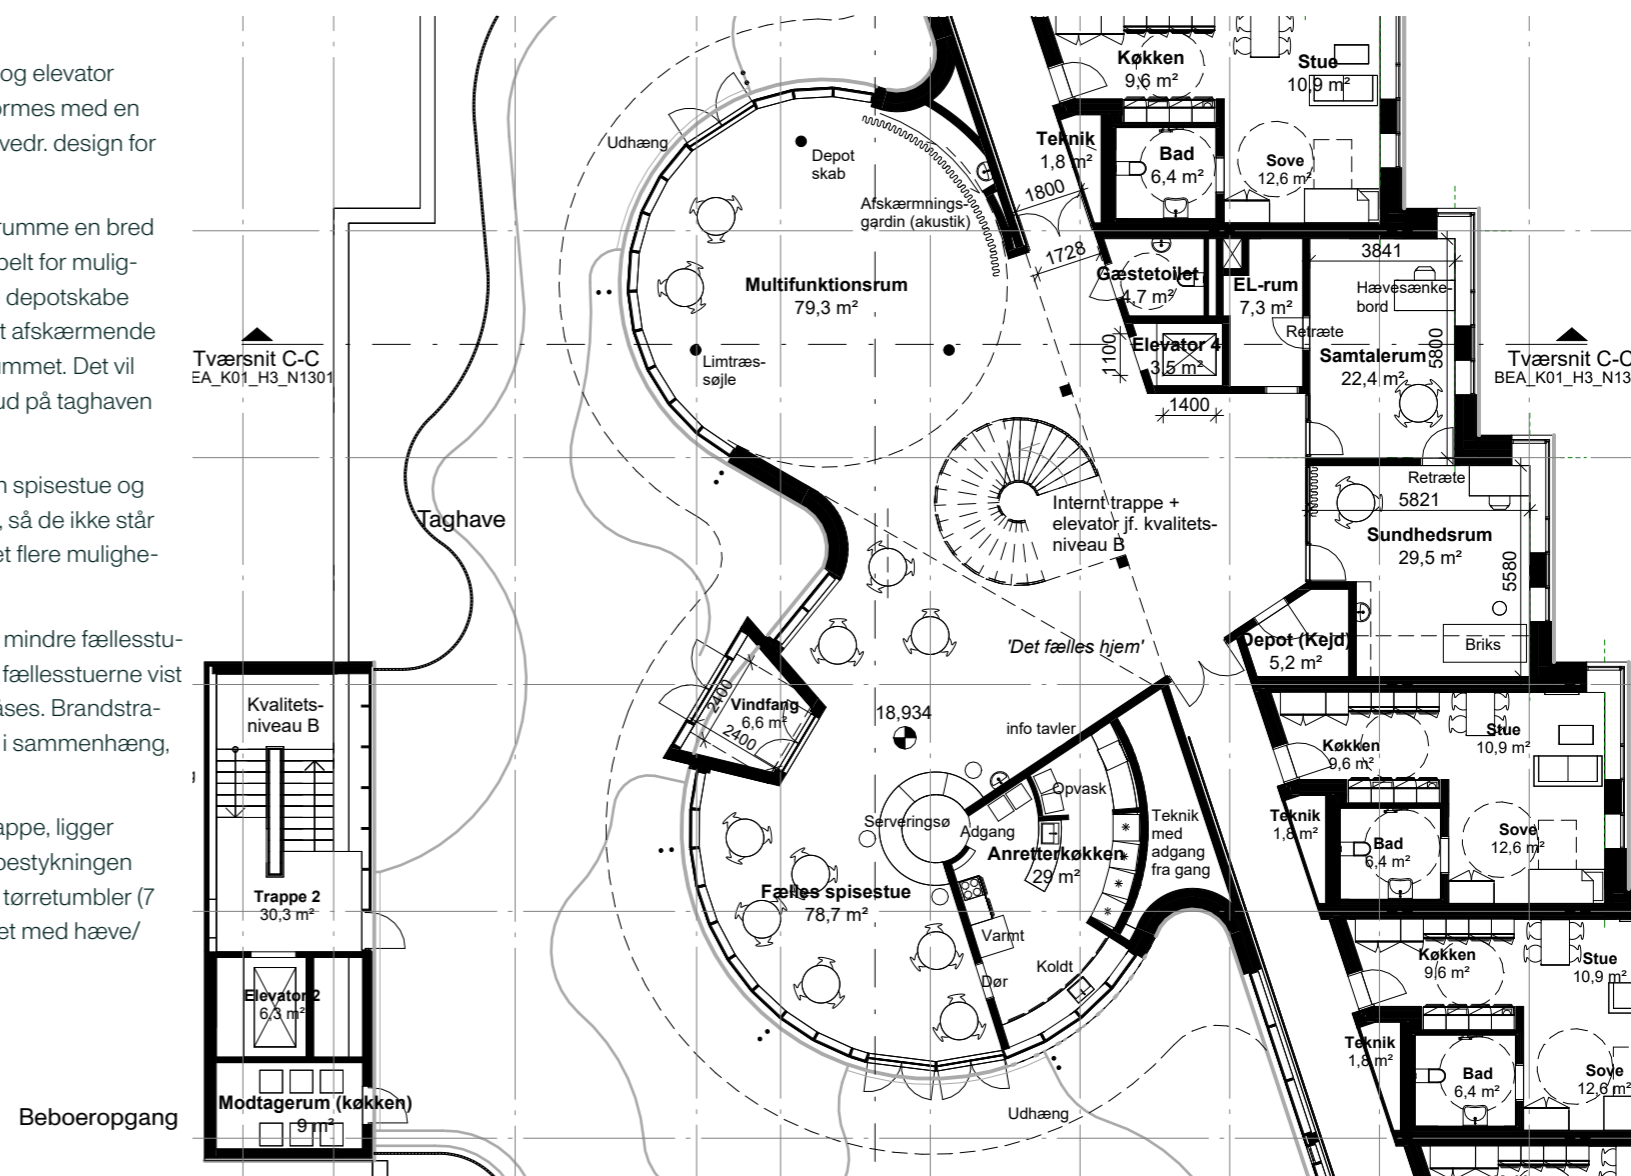 og elevator
ormes med en
vedr. design for
rumme en bred
belt for mulig-
depotskabe
t afskærmende
mmet. Det vil
ud på taghaven
n spisestue og
, så de ikke står
et flere mulighe-
mindre fællesstu-
fællesstuerne vist
åses. Brandstra-
i sammenhæng,
appe, ligger
bestykningen
tørretumbler (7
et med hæve/
Beboeropgang
Tværsnit C-C
BEA_K01_H3_N1301
Taghave
Kvalitets-
niveau B
Trappe 2
30,3 m²
Elevator 2
6,3 m²
Modtagerum (køkken)
9 m²
Udhæng
Depot
skab
Afskærmnings-
gardin (akustik)
Multifunktionsrum
79,3 m²
Limtræs-
søjle
Internt trappe +
elevator jf. kvalitets-
niveau B
'Det fælles hjem'
2400
Vindfang
6,6 m²
2400
18,934
info tavler
Serveringsø
Adgang
Opvask
Anretterkøkken
29 m²
Teknik
med
adgang
fra gang
Fælles spisestue
78,7 m²
Varmt
Dør
Koldt
Udhæng
Køkken
9,6 m²
Stue
10,9 m²
Teknik
1,8 m²
Bad
6,4 m²
Sove
12,6 m²
1800
1728
Gæstetoilet
4,7 m²
EL-rum
7,3 m²
3841
Hævesænke-
bord
Retræte
1100
Elevator 4
3,5 m²
1400
Samtalerum
22,4 m²
5800
Tværsnit C-C
BEA_K01_H3_N13
Retræte
5821
Sundhedsrum
29,5 m²
5580
Depot (Kejd)
5,2 m²
Briks
Køkken
9,6 m²
Stue
10,9 m²
Teknik
1,8 m²
Bad
6,4 m²
Sove
12,6 m²
Køkken
9,6 m²
Stue
10,9 m²
Teknik
1,8 m²
Bad
6,4 m²
Sove
12,6 m²